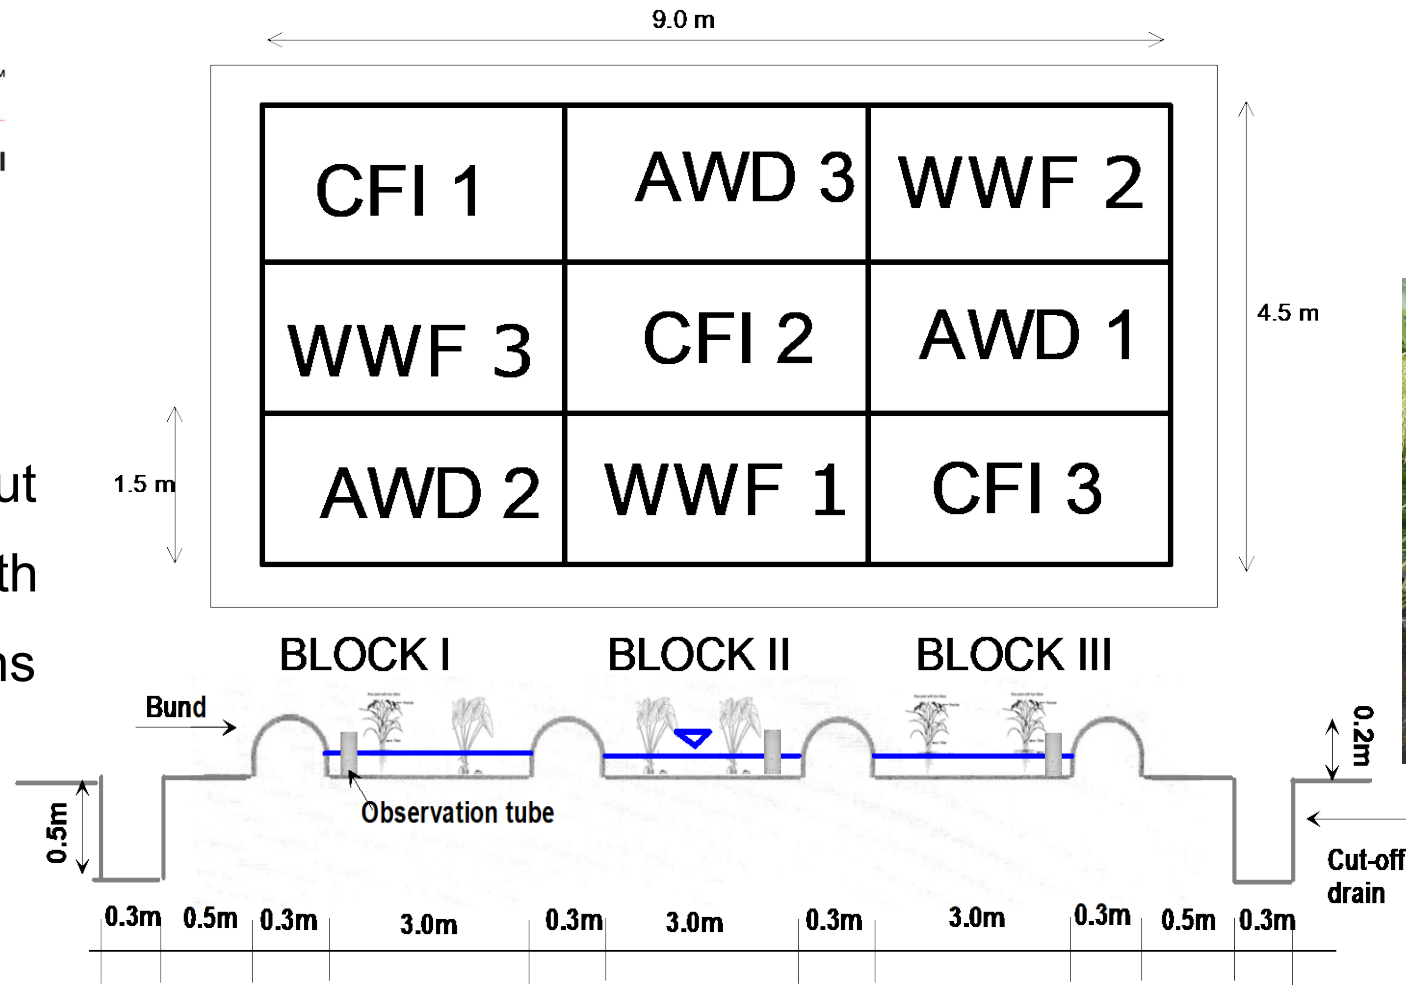 9.0 m
CFI 1
AWD 3
WWF 2
WWF 3
CFI 2
AWD 1
4.5 m
1.5 m
AWD 2
WWF 1
CFI 3
ut
th
ns
BLOCK I
BLOCK II
BLOCK III
Bund
0.2m
Observation tube
0.5m
Cut-off
drain
0.3m 0.5m 0.3m 3.0m 0.3m 3.0m 0.3m 3.0m 0.3m 0.5m 0.3m